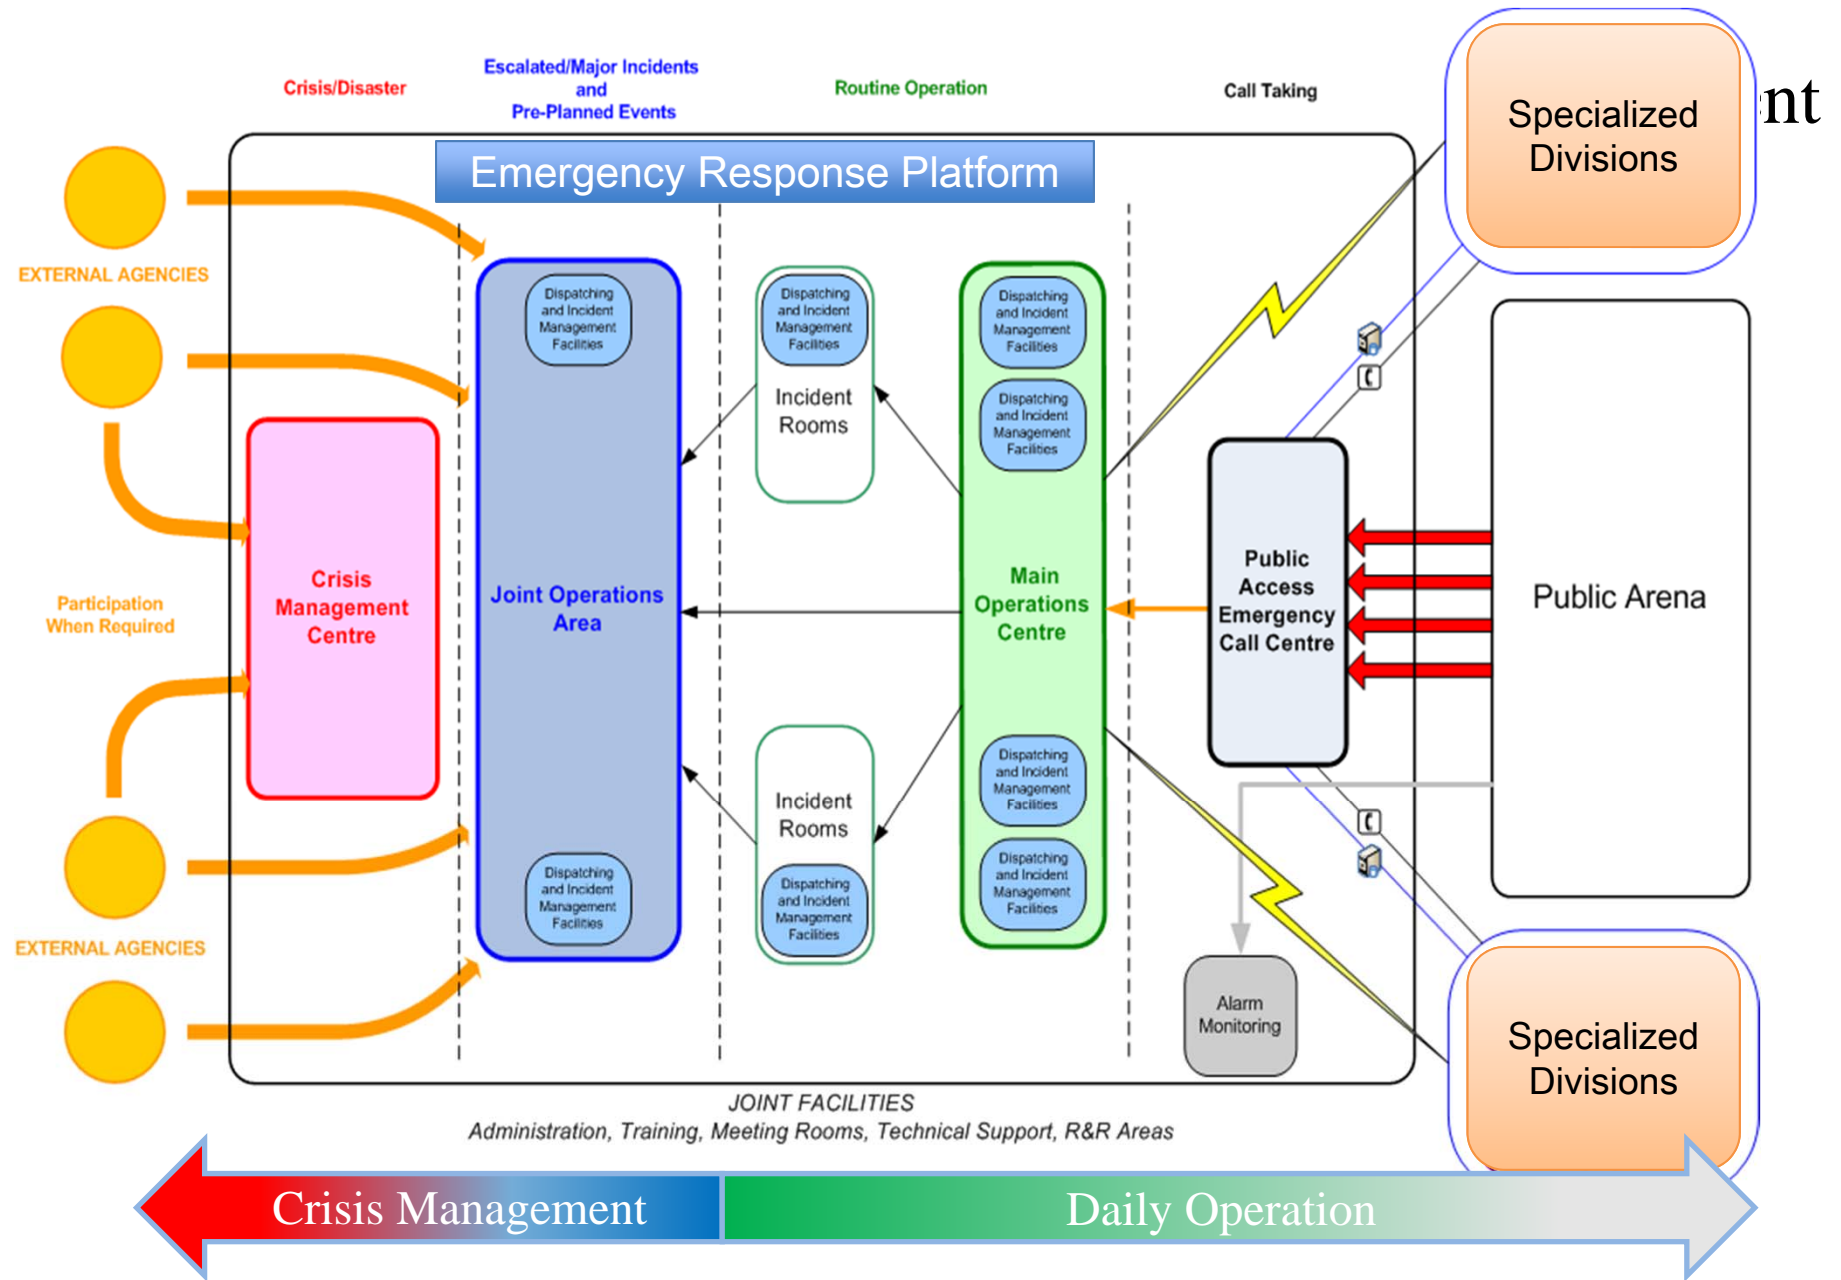 Escalated/Major Incidents
and
Pre-Planned Events
Crisis/Disaster
Routine Operation
Call Taking
Specialized
Divisions
nt
Emergency Response Platform
EXTERNAL AGENCIES
Dispatching
and Incident
Management
Facilities
Dispatching
and Incident
Management
Facilities
Incident
Rooms
Dispatching
and Incident
Management
Facilities
Dispatching
and Incident
Management
Facilities
Crisis
Management
Centre
Participation
When Required
Joint Operations
Area
Main
Operations
Centre
Public
Access
Emergency
Call Centre
Public Arena
Incident
Rooms
Dispatching
and Incident
Management
Facilities
Dispatching
and Incident
Management
Facilities
Dispatching
and Incident
Management
Facilities
Dispatching
and Incident
Management
Facilities
EXTERNAL AGENCIES
Alarm
Monitoring
Specialized
Divisions
JOINT FACILITIES
Administration, Training, Meeting Rooms, Technical Support, R&R Areas
Crisis Management
Daily Operation